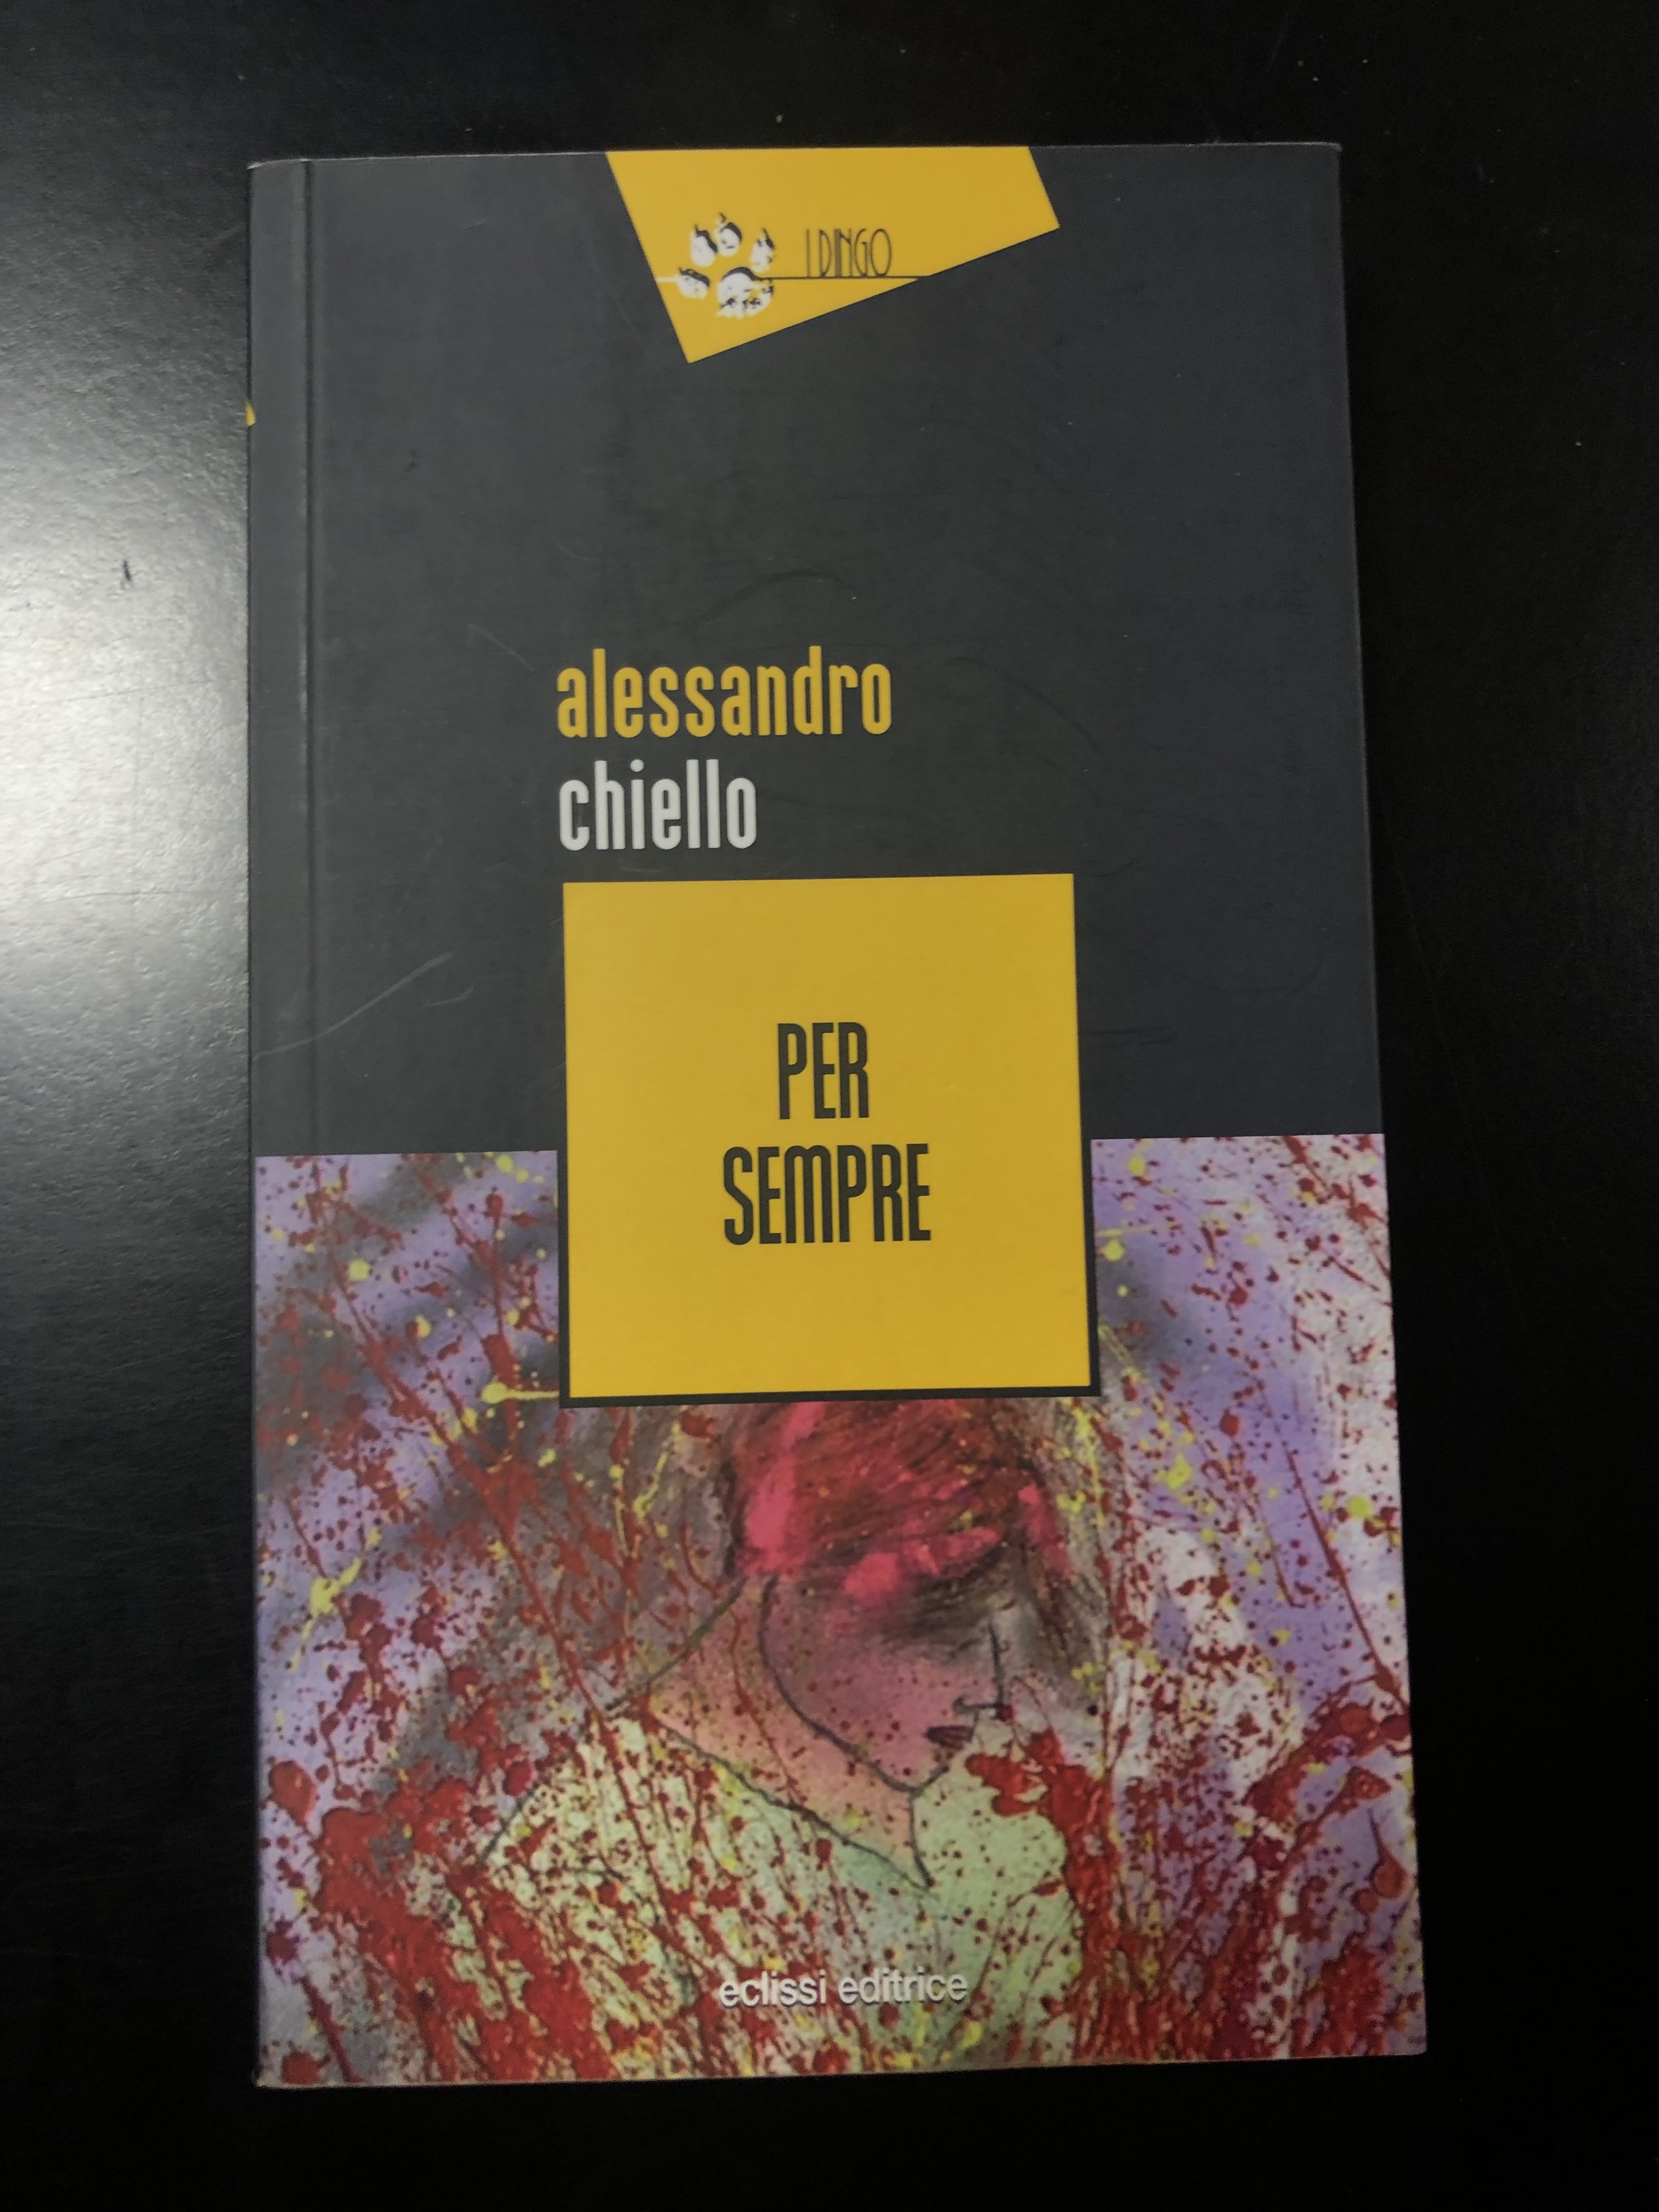 I DINGO
alessandro
chiello
PER
SEMPRE
eclissi editrice